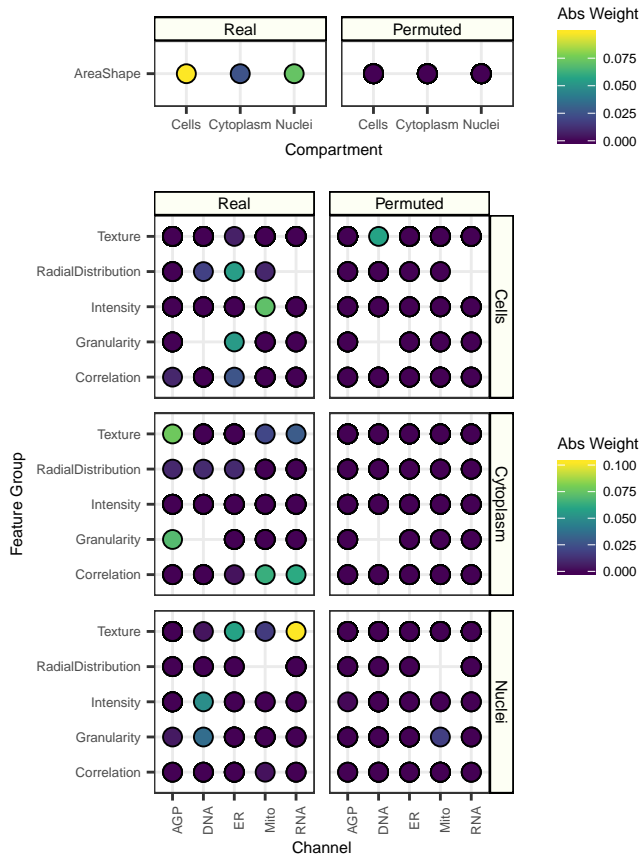 Real
Permuted
AreaShape
Cells
Cytoplasm
Nuclei
Cells
Cytoplasm
Nuclei
Compartment
Abs Weight
0.075
0.050
0.025
0.000
Real
Permuted
Feature Group
Texture
RadialDistribution
Intensity
Granularity
Correlation
Cells
Texture
RadialDistribution
Intensity
Granularity
Correlation
Cytoplasm
Texture
RadialDistribution
Intensity
Granularity
Correlation
Nuclei
AGP
DNA
ER
Mito
RNA
AGP
DNA
ER
Mito
RNA
Channel
Abs Weight
0.100
0.075
0.050
0.025
0.000